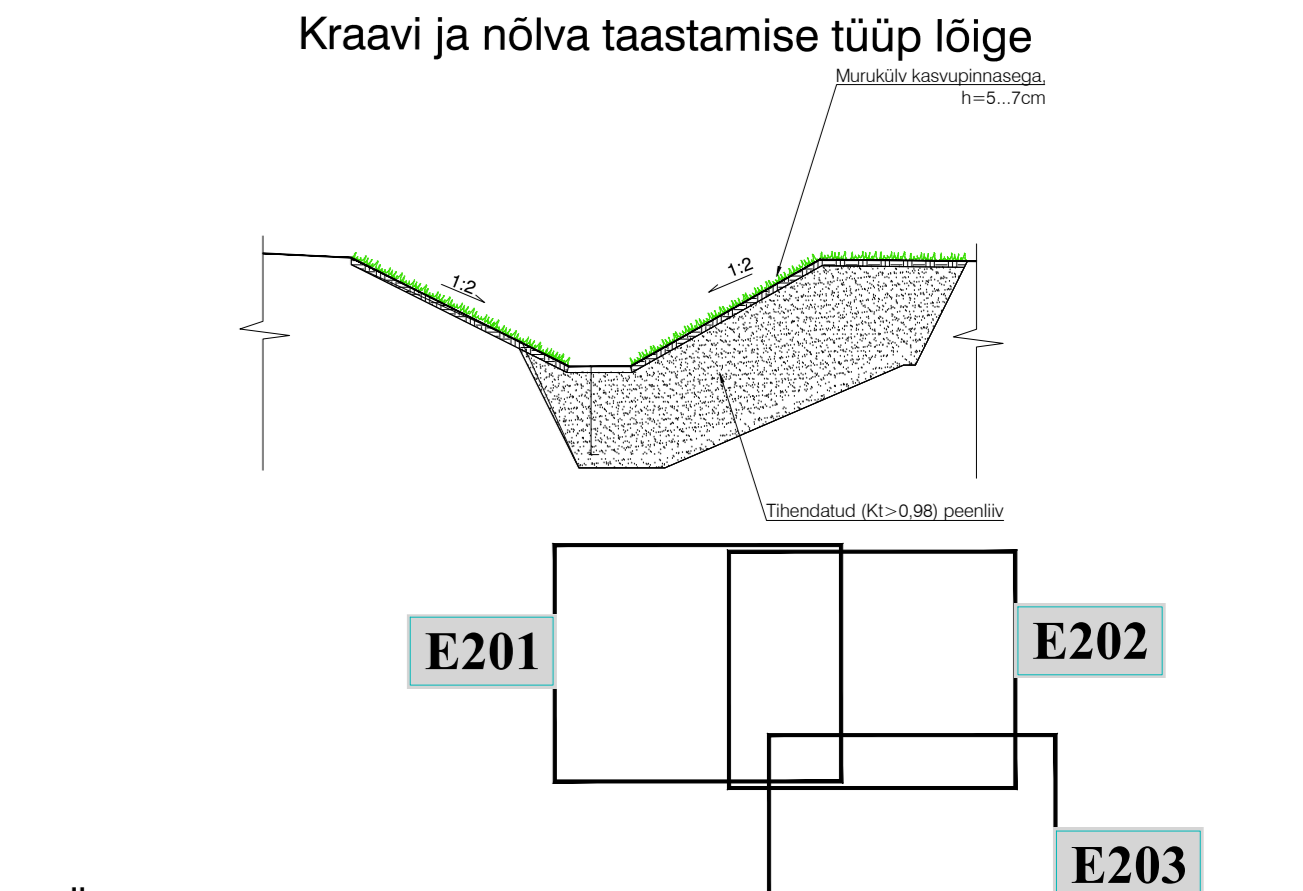 Kraavi ja nõlva taastamise tüüp lõige
Murukülv kasvupinnasega,
h=5...7cm
1:2
1:2
Tihendatud (Kt>0,98) peenliiv
E201
E202
E203